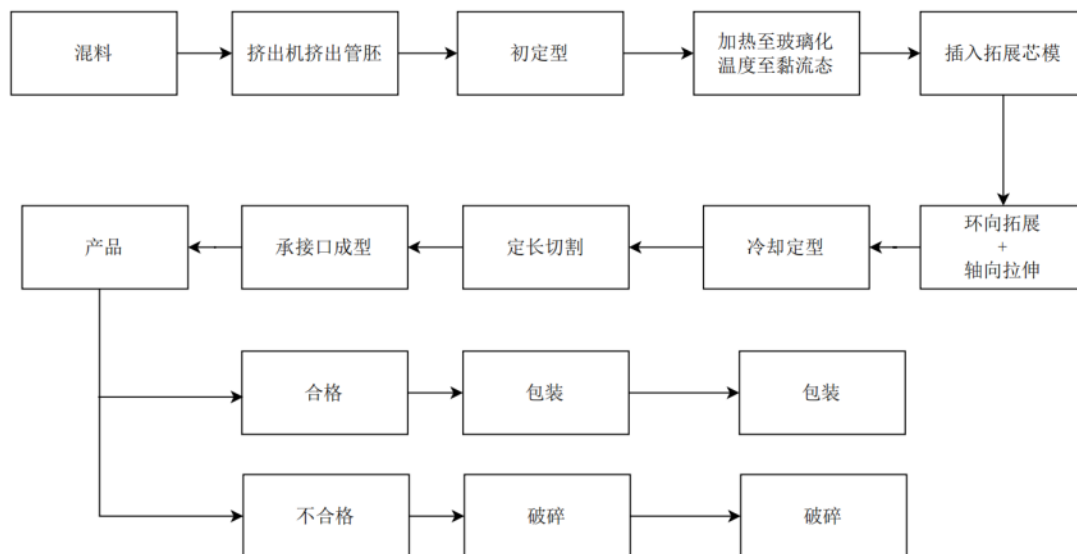 混料
挤出机挤出管胚
初定型
加热至玻璃化
温度至黏流态
插入拓展芯模
环向拓展
+
轴向拉伸
冷却定型
定长切割
承接口成型
产品
合格
包装
包装
不合格
破碎
破碎